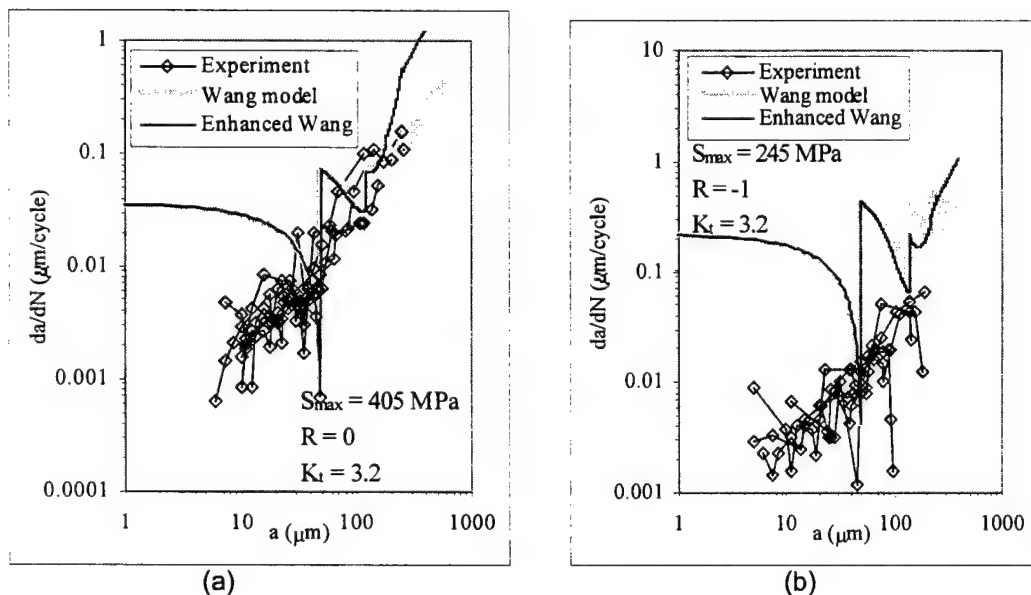 1
0.1
0.01
0.001
0.0001
da/dN (μm/cycle)
Experiment
Wang model
Enhanced Wang
Smax = 405 MPa
R = 0
Kt = 3.2
1 10 100 1000
a (μm)
(a)
10
1
0.1
0.01
0.001
da/dN (μm/cycle)
Experiment
Wang model
Enhanced Wang
Smax = 245 MPa
R = -1
Kt = 3.2
1 10 100 1000
a (μm)
(b)